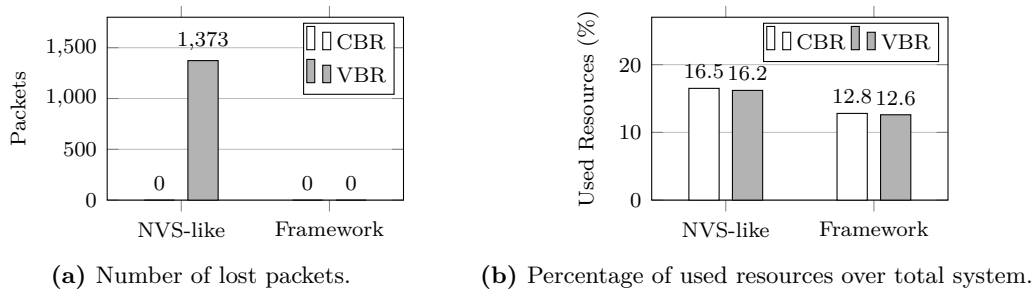 Packets
1,500
1,000
500
0
1,373
0
0
0
CBR
VBR
NVS-like
Framework
(a) Number of lost packets.
Used Resources (%)
20
10
0
16.5
16.2
12.8
12.6
CBR VBR
NVS-like
Framework
(b) Percentage of used resources over total system.